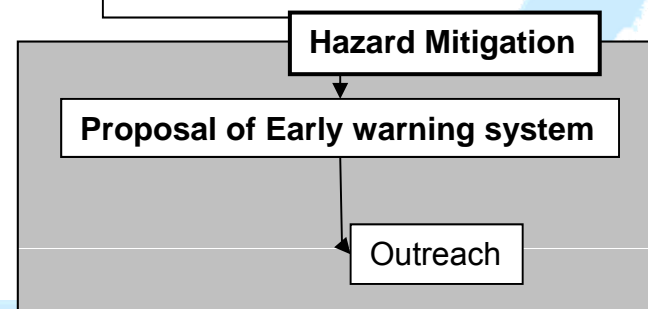 Hazard Mitigation
Proposal of Early warning system
Outreach